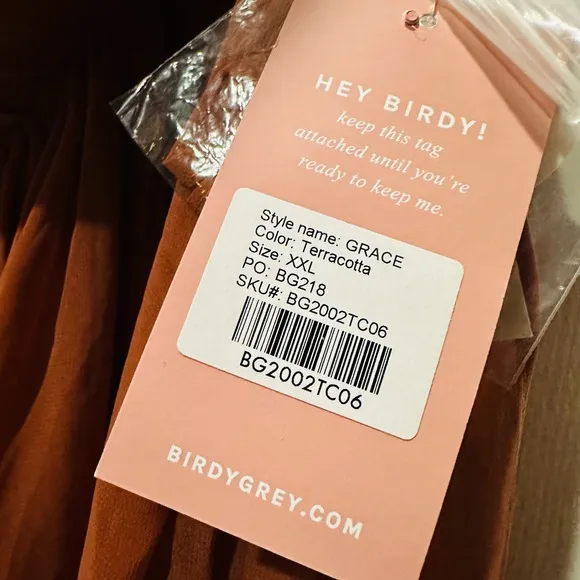 HEY BIRDY!
keep this tag
attached until you're
ready to keep me.
Style name: GRACE
Color: Terracotta
Size: XXL
PO: BG218
SKU#: BG2002TC06
BG2002TC06
BIRDYGREY.COM